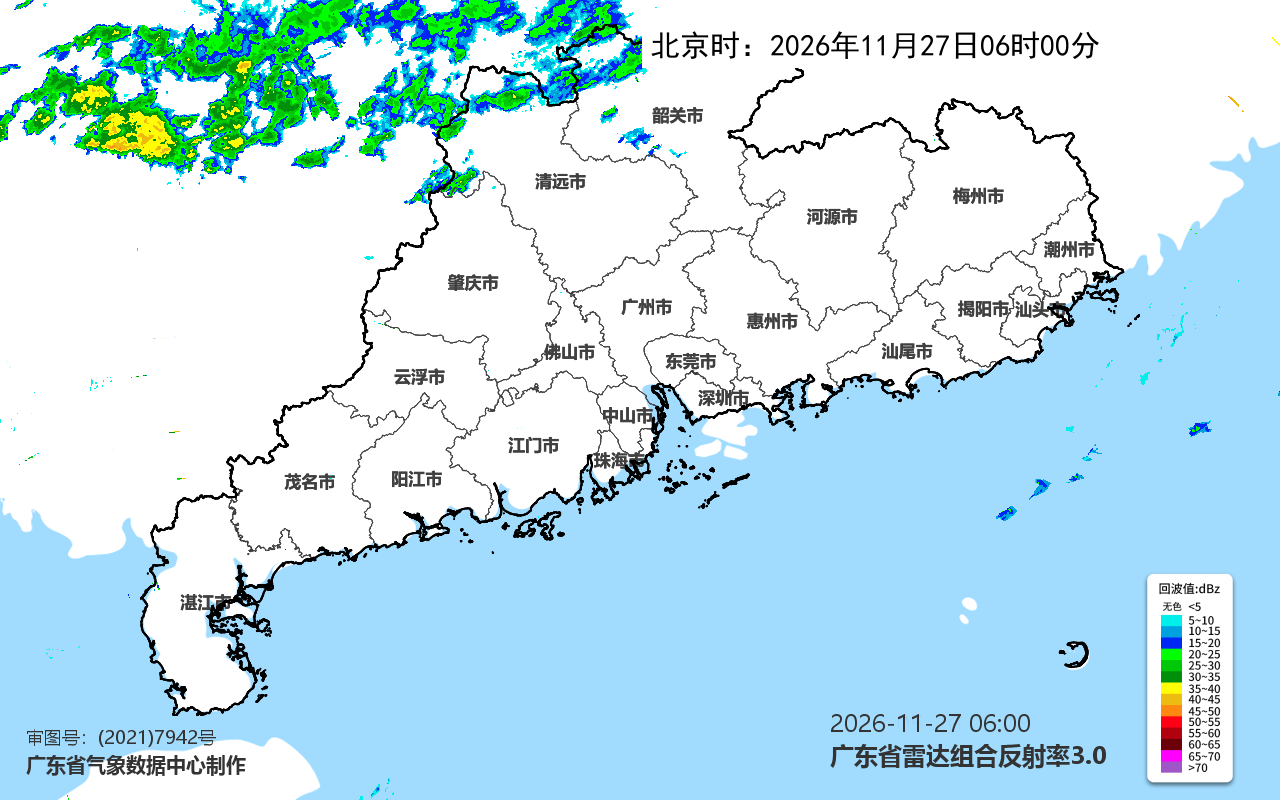 北京时：2026年11月27日06时00分
韶关市
清远市
梅州市
河源市
潮州市
肇庆市
广州市
揭阳市
汕头市
惠州市
佛山市
汕尾市
东莞市
云浮市
深圳市
中山市
江门市
珠海市
茂名市
阳江市
湛江市
回波值:dBz
无色 <5
5~10
10~15
15~20
20~25
25~30
30~35
35~40
40~45
45~50
50~55
55~60
60~65
65~70
>70
2026-11-27 06:00
广东省雷达组合反射率3.0
审图号：(2021)7942号
广东省气象数据中心制作